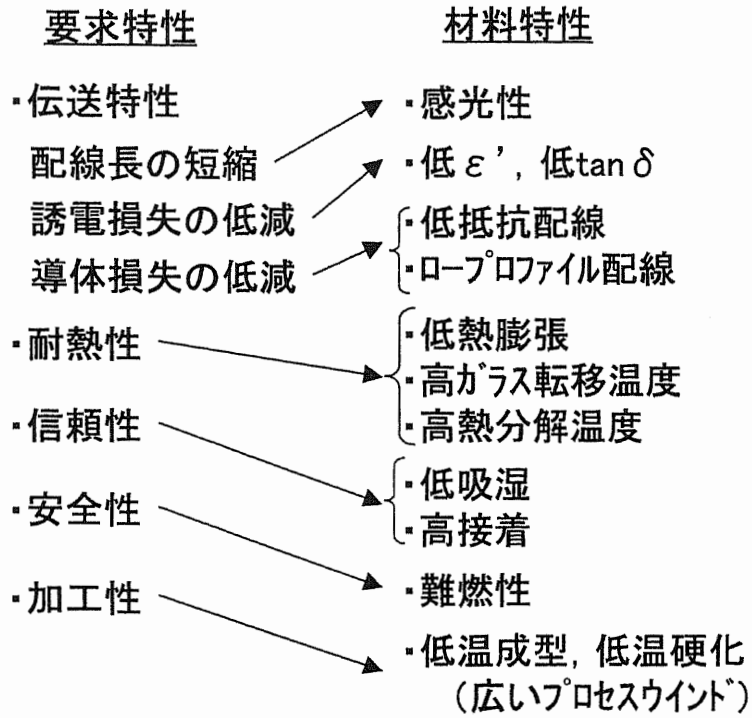 要求特性
・伝送特性
配線長の短縮
誘電損失の低減
導体損失の低減
・耐熱性
・信頼性
・安全性
・加工性
材料特性
・感光性
・低ε’, 低tanδ
・低抵抗配線
・ロープロファイル配線
・低熱膨張
・高ガラス転移温度
・高熱分解温度
・低吸湿
・高接着
・難燃性
・低温成型, 低温硬化
（広いプロセスウインド）